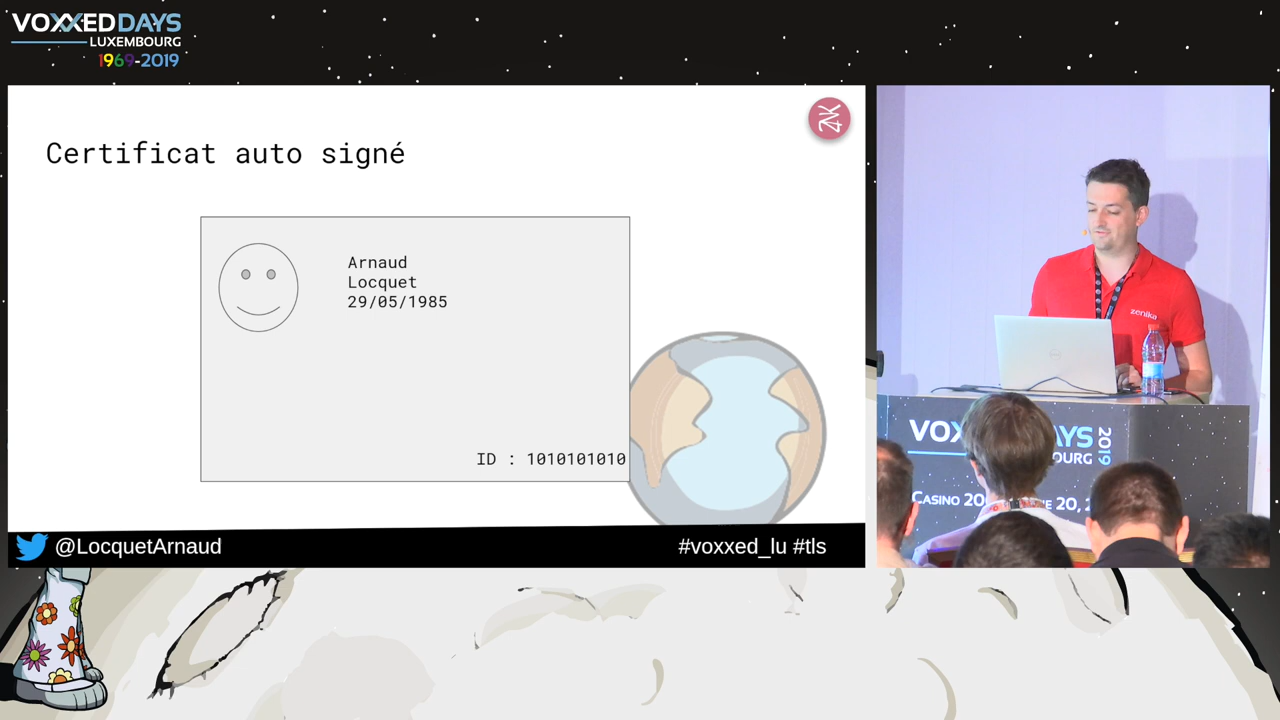 VOXXEDDAYS
LUXEMBOURG
1969-2019
Certificat auto signé
Arnaud
Locquet
29/05/1985
ID : 1010101010
@LocquetArnaud
#voxxed_lu #tls
zenika
2019